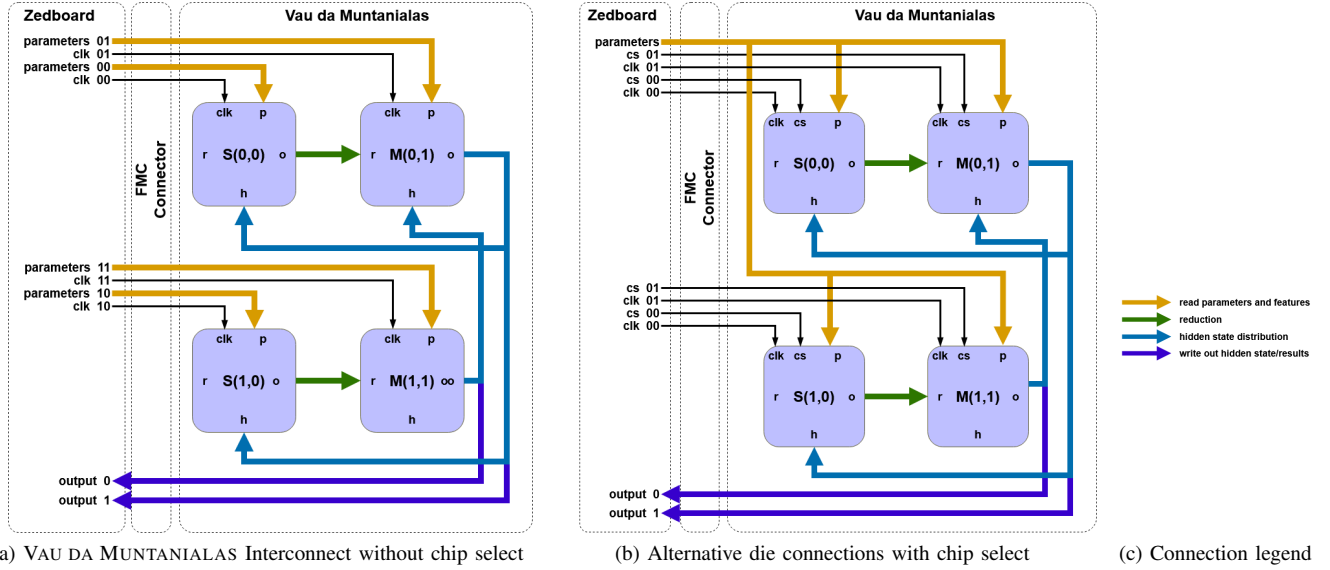 Zedboard
Vau da Muntanialas
parameters 01
clk 01
parameters 00
clk 00
FMC Connector
clk p
r S(0,0) o
h
clk p
r M(0,1) o
h
parameters 11
clk 11
parameters 10
clk 10
clk p
r S(1,0) o
h
clk p
r M(1,1) oo
h
output 0
output 1
a) VAU DA MUNTANIALAS Interconnect without chip select
Zedboard
Vau da Muntanialas
parameters
cs 01
clk 01
cs 00
clk 00
FMC Connector
clk cs p
r S(0,0) o
h
clk cs p
r M(0,1) o
h
cs 01
clk 01
cs 00
clk 00
clk cs p
r S(1,0) o
h
clk cs p
r M(1,1) o
h
output 0
output 1
(b) Alternative die connections with chip select
read parameters and features
reduction
hidden state distribution
write out hidden state/results
(c) Connection legend